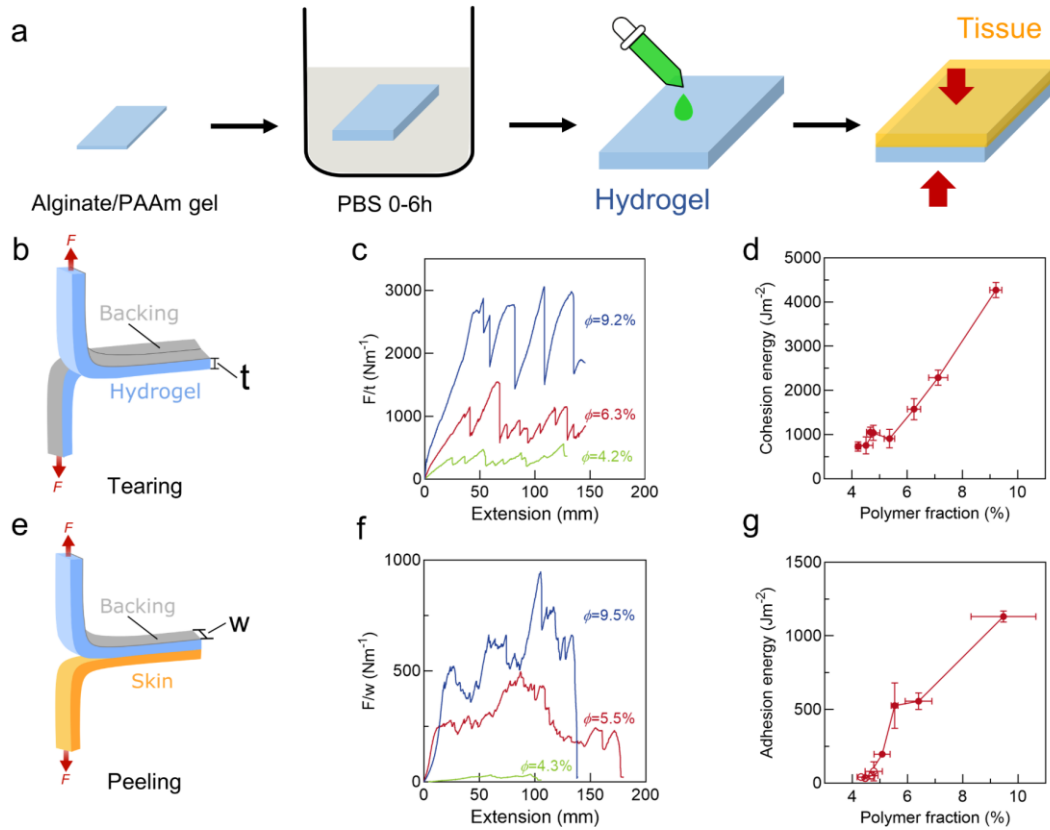 a
Tissue
Alginate/PAAm gel
PBS 0-6h
Hydrogel
b
F
Backing
Hydrogel
t
F
Tearing
c
F/t (Nm⁻¹)
3000
2000
1000
0
ϕ=9.2%
ϕ=6.3%
ϕ=4.2%
0 50 100 150 200
Extension (mm)
d
Cohesion energy (Jm⁻²)
5000
4000
3000
2000
1000
0
4 6 8 10
Polymer fraction (%)
e
F
Backing
w
Skin
F
Peeling
f
F/w (Nm⁻¹)
1000
500
0
ϕ=9.5%
ϕ=5.5%
ϕ=4.3%
0 50 100 150 200
Extension (mm)
g
Adhesion energy (Jm⁻²)
1500
1000
500
0
4 6 8 10
Polymer fraction (%)